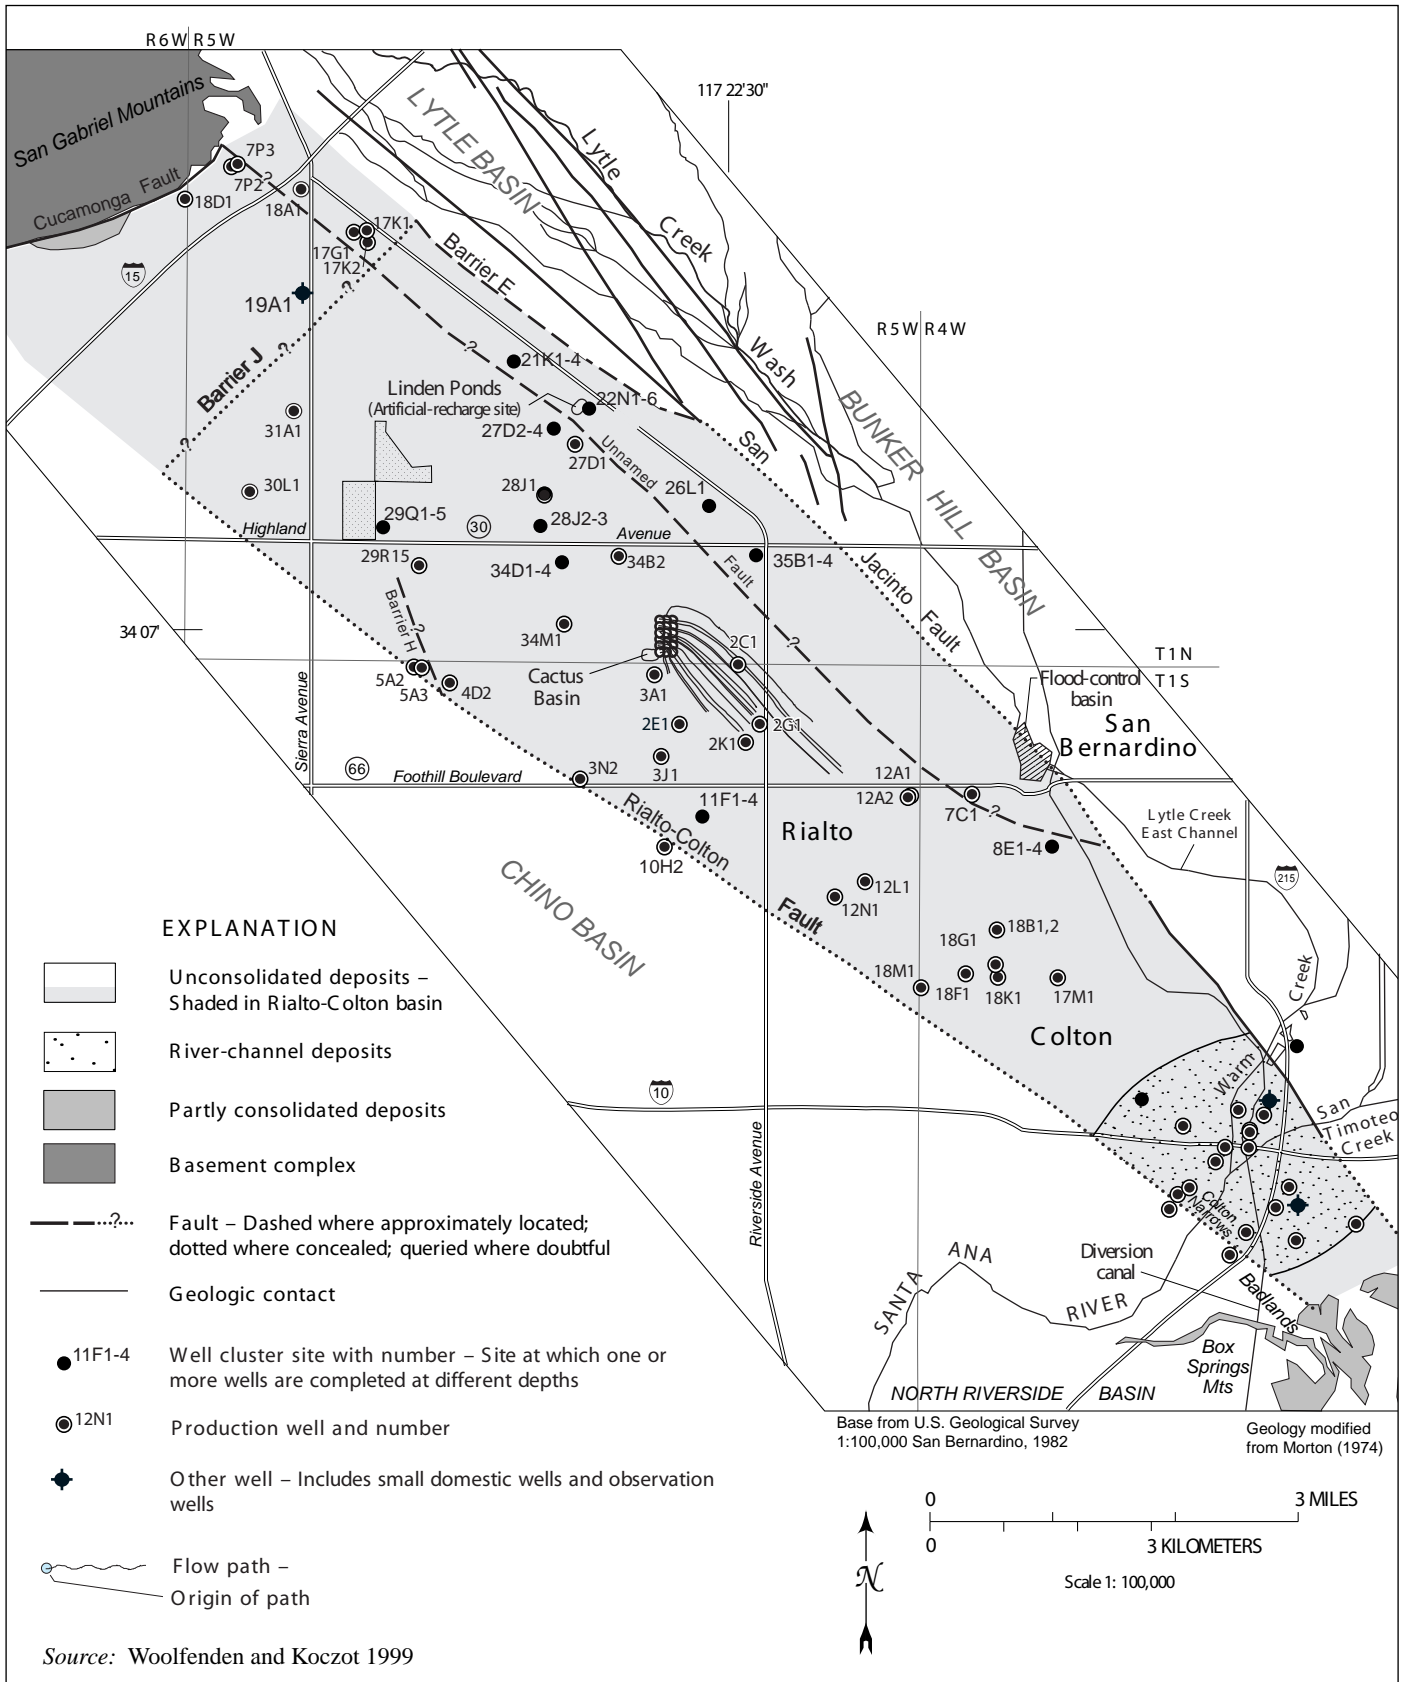 R6W R5W
117 22'30"
San Gabriel Mountains
LYTLE BASIN
Lytle
Creek
Wash
7P3
7P2
?
Cucamonga Fault
18D1
18A1
17K1
17G1
17K2
Barrier E
15
?
19A1
R5W R4W
?
?
Barrier J
21K1-4
Linden Ponds
(Artificial-recharge site)
22N1-6
BUNKER HILL BASIN
31A1
27D2-4
27D1
San
Jacinto
Fault
?
Unnamed
Fault
30L1
28J1
26L1
29Q1-5
30
28J2-3
Highland
Avenue
29R15
34D1-4
34B2
35B1-4
Barrier H
?
34 07'
34M1
2C1
?
T1N
T1S
5A2
5A3
4D2
Cactus
Basin
3A1
Flood-control
basin
San
Bernardino
Sierra Avenue
2E1
2G1
2K1
66
Foothill Boulevard
3N2
3J1
12A1
12A2
7C1
?
11F1-4
Rialto-Colton
Fault
Rialto
Lytle Creek
East Channel
10H2
8E1-4
215
CHINO BASIN
12L1
12N1
18B1,2
18G1
18M1
18F1
18K1
17M1
Colton
Creek
Warm
10
San
Timoteo
Creek
Riverside Avenue
Colton
Narrows
Diversion
canal
SANTA
ANA
RIVER
Badlands
Box
Springs
Mts
NORTH RIVERSIDE BASIN
EXPLANATION
Unconsolidated deposits –
Shaded in Rialto-Colton basin
River-channel deposits
Partly consolidated deposits
Basement complex
?
Fault – Dashed where approximately located;
dotted where concealed; queried where doubtful
Geologic contact
11F1-4
Well cluster site with number – Site at which one or
more wells are completed at different depths
12N1
Production well and number
Other well – Includes small domestic wells and observation
wells
Flow path –
Origin of path
Source: Woolfenden and Koczot 1999
Base from U.S. Geological Survey
1:100,000 San Bernardino, 1982
Geology modified
from Morton (1974)
0 3 MILES
0 3 KILOMETERS
Scale 1: 100,000
N